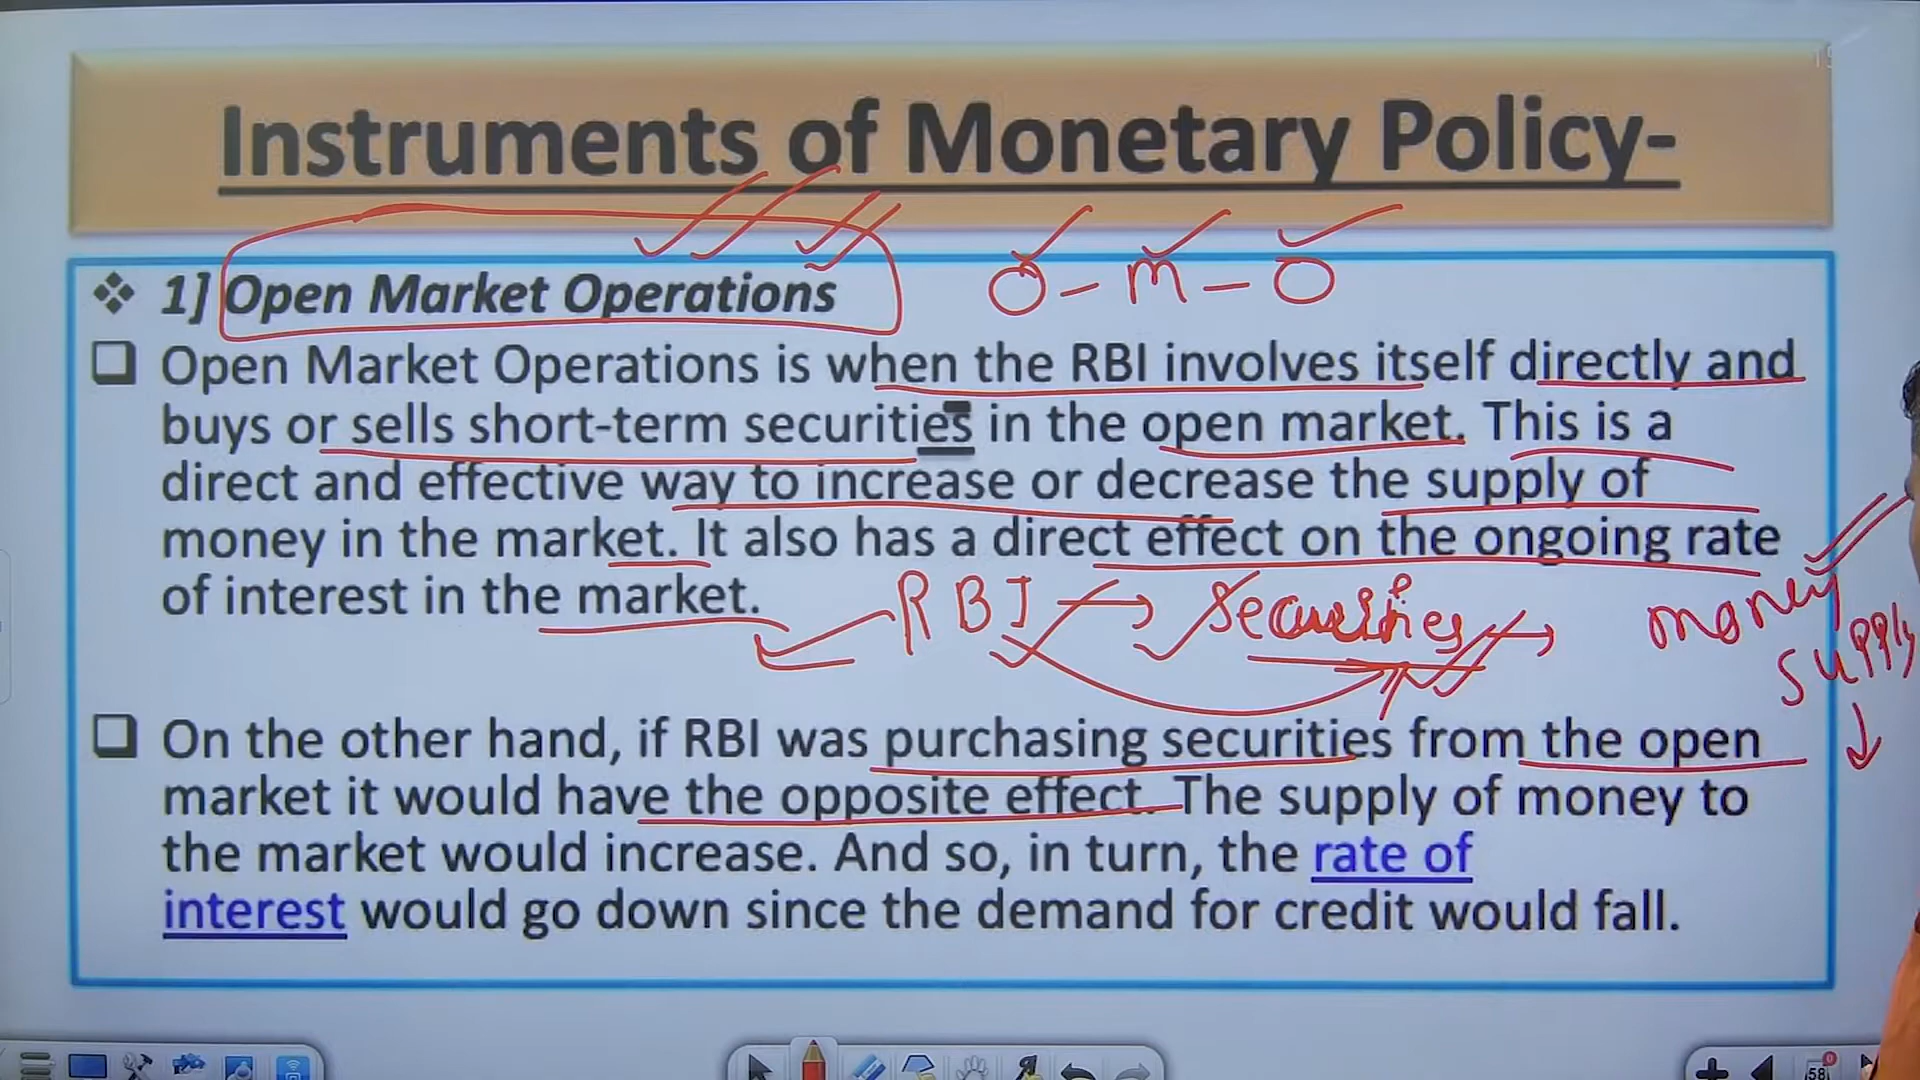 Instruments of Monetary Policy-
❖ 1] Open Market Operations O - M - O
❑ Open Market Operations is when the RBI involves itself directly and
buys or sells short-term securities in the open market. This is a
direct and effective way to increase or decrease the supply of
money in the market. It also has a direct effect on the ongoing rate
of interest in the market. RBI → Securities → money
supply ↓
❑ On the other hand, if RBI was purchasing securities from the open
market it would have the opposite effect. The supply of money to
the market would increase. And so, in turn, the rate of
interest would go down since the demand for credit would fall.
58